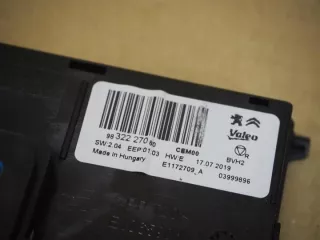 Valeo
98 322 270 80
CBM00
SW:2.04 EEP:01.03 HW:E 17.07.2019 BVH2
Made in Hungary E1172709_A 03999896